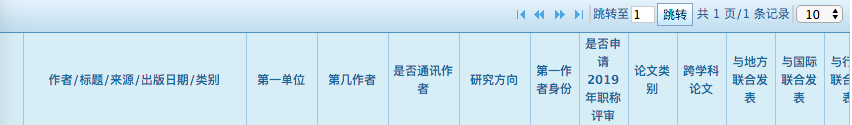 跳转至 1 跳转 共 1 页/1 条记录 10
作者/标题/来源/出版日期/类别
第一单位
第几作者
是否通讯作
者
研究方向
第一作
者身份
是否申
请
2019
年职称
评审
论文类
别
跨学科
论文
与地方
联合发
表
与国际
联合发
表
联合发
表